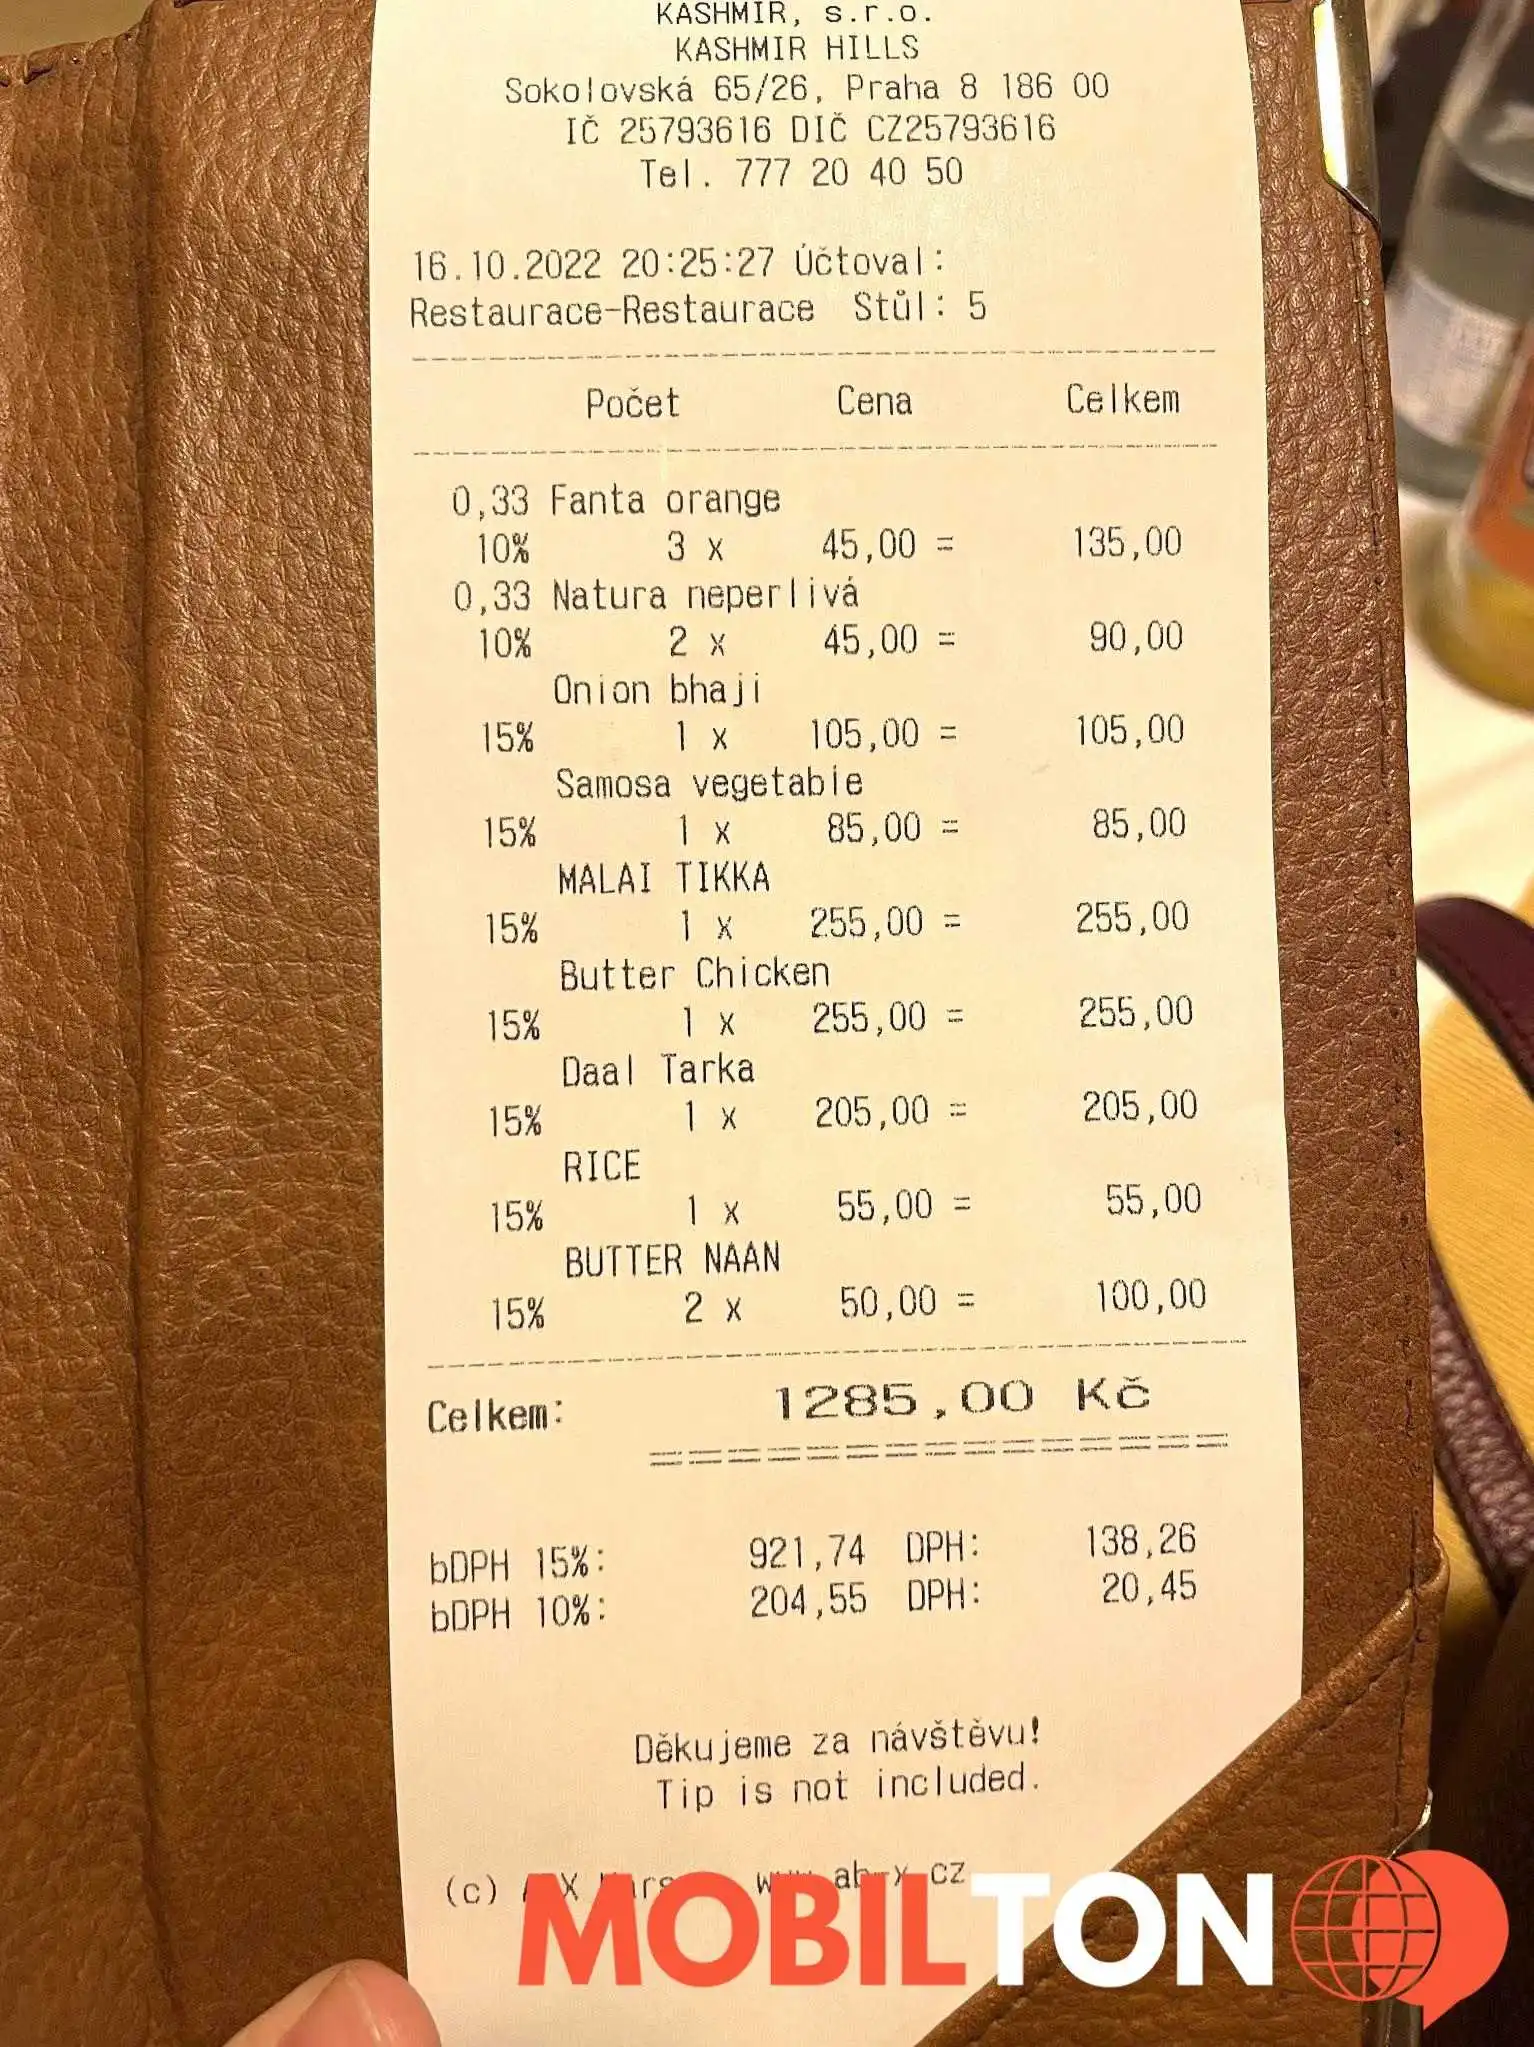 KASHMIR, s.r.o.
KASHMIR HILLS
Sokolovská 65/26, Praha 8 186 00
IČ 25793616 DIČ CZ25793616
Tel. 777 20 40 50
16.10.2022 20:25:27 Účtoval:
Restaurace-Restaurace Stůl: 5
Počet Cena Celkem
0,33 Fanta orange
10% 3 x 45,00 = 135,00
0,33 Natura neperlivá
10% 2 x 45,00 = 90,00
Onion bhaji
15% 1 x 105,00 = 105,00
Samosa vegetabie
15% 1 x 85,00 = 85,00
MALAI TIKKA
15% 1 x 255,00 = 255,00
Butter Chicken
15% 1 x 255,00 = 255,00
Daal Tarka
15% 1 x 205,00 = 205,00
RICE
15% 1 x 55,00 = 55,00
BUTTER NAAN
15% 2 x 50,00 = 100,00
Celkem: 1285,00 Kč
bDPH 15%: 921,74 DPH: 138,26
bDPH 10%: 204,55 DPH: 20,45
Děkujeme za návštěvu!
Tip is not included.
(c)
MOBILTON